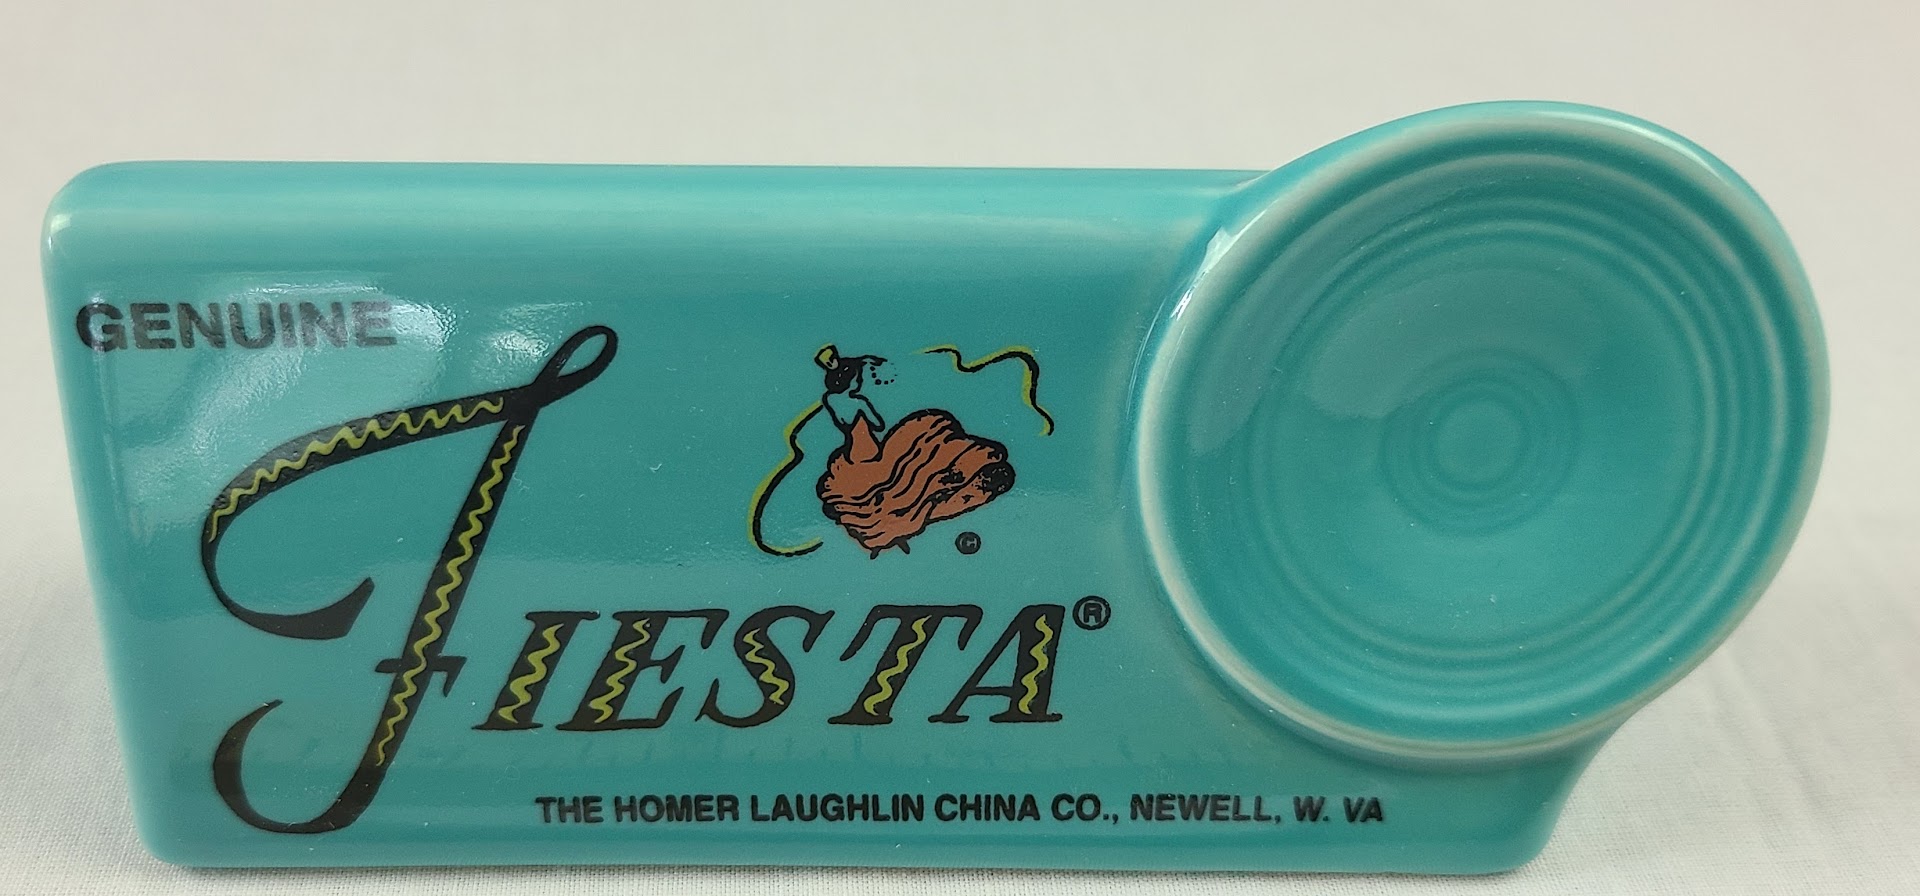 GENUINE
FIESTA®
THE HOMER LAUGHLIN CHINA CO., NEWELL, W. VA